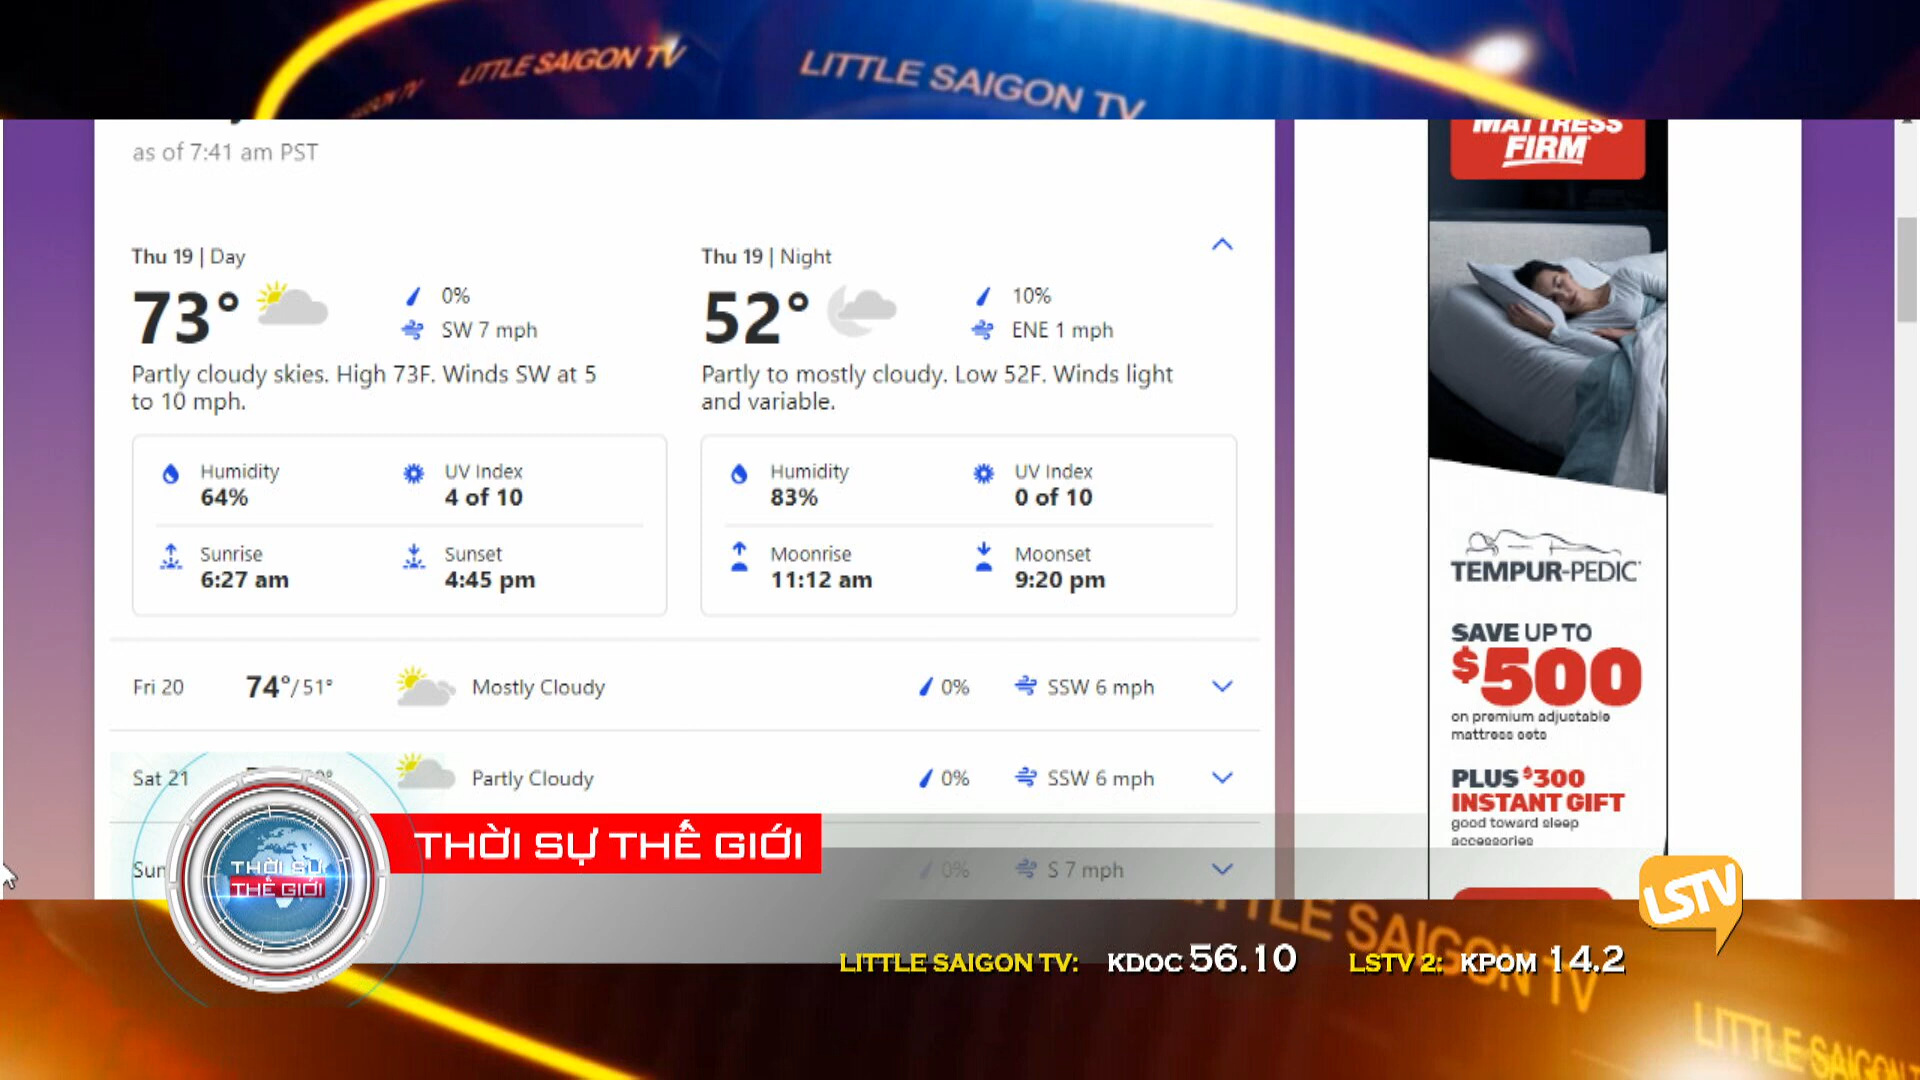 LITTLE SAIGON TV
LITTLE SAIGON TV
as of 7:41 am PST
MATTRESS
FIRM
Thu 19 | Day
73°
0%
SW 7 mph
Partly cloudy skies. High 73F. Winds SW at 5
to 10 mph.
Humidity
64%
UV Index
4 of 10
Sunrise
6:27 am
Sunset
4:45 pm
Thu 19 | Night
52°
10%
ENE 1 mph
Partly to mostly cloudy. Low 52F. Winds light
and variable.
Humidity
83%
UV Index
0 of 10
Moonrise
11:12 am
Moonset
9:20 pm
Fri 20 74°/51° Mostly Cloudy 0% SSW 6 mph
Sat 21 Partly Cloudy 0% SSW 6 mph
Sun 0% S 7 mph
TEMPUR-PEDIC
SAVE UP TO
$500
on premium adjustable
mattress sets
PLUS $300
INSTANT GIFT
good toward sleep
accessories
THỜI SỰ THẾ GIỚI
THỜI SỰ
THẾ GIỚI
LSTV
LITTLE SAIGON TV: KDOC 56.10 LSTV 2: KPOM 14.2
LITTLE SAIGON TV
LITTLE SAIGON T